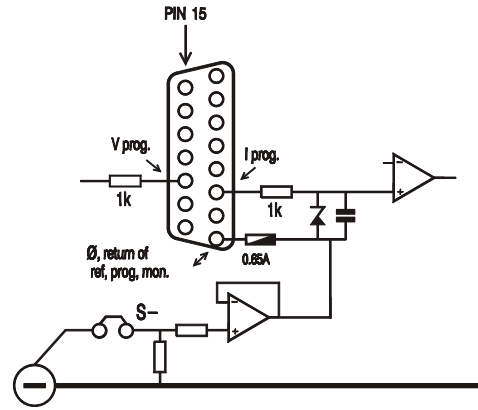 PIN 15
V prog.
I prog.
1k
1k
Ø, return of
ref, prog, mon.
0.65A
S–